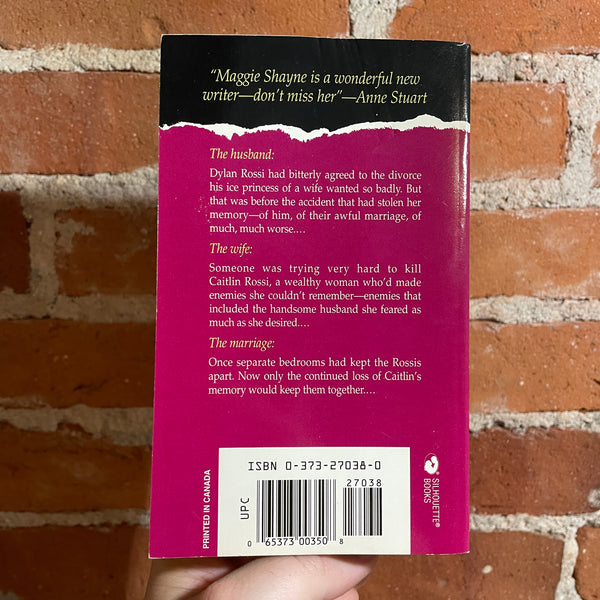 “Maggie Shayne is a wonderful new
writer—don’t miss her”—Anne Stuart
The husband:
Dylan Rossi had bitterly agreed to the divorce
his ice princess of a wife wanted so badly. But
that was before the accident that had stolen her
memory—of him, of their awful marriage, of
much, much worse....
The wife:
Someone was trying very hard to kill
Caitlin Rossi, a wealthy woman who’d made
enemies she couldn’t remember—enemies that
included the handsome husband she feared as
much as she desired....
The marriage:
Once separate bedrooms had kept the Rossis
apart. Now only the continued loss of Caitlin’s
memory would keep them together....
PRINTED IN CANADA
UPC
ISBN 0-373-27038-0
27038
0 65373 00350 8
SILHOUETTE®
BOOKS